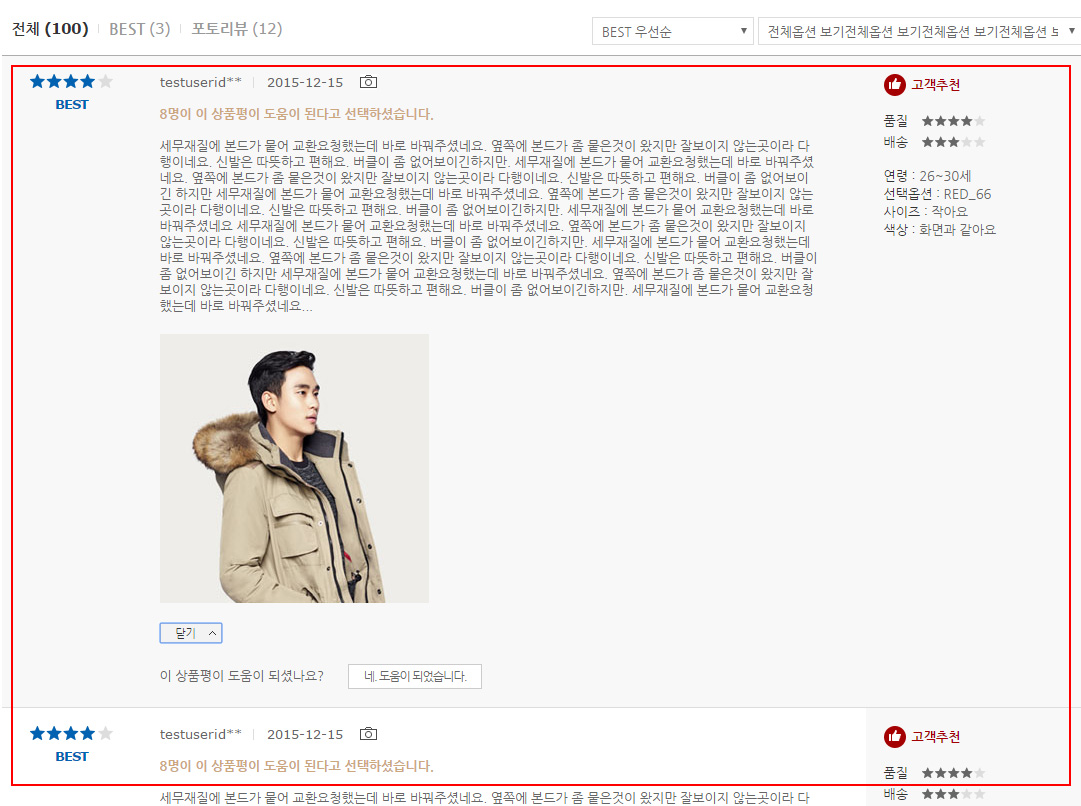 전체 (100) BEST (3) 포토리뷰 (12) BEST 우선순 전체옵션 보기전체옵션 보기전체옵션 보기전체옵션
testuserid** 2015-12-15 고객추천
BEST
8명이 이 상품평이 도움이 된다고 선택하셨습니다.
품질
배송
세무재질에 본드가 뭍어 교환요청했는데 바로 바꿔주셨네요. 옆쪽에 본드가 좀 뭍은것이 왔지만 잘보이지 않는곳이라 다
행이네요. 신발은 따뜻하고 편해요. 버클이 좀 없어보이긴하지만. 세무재질에 본드가 뭍어 교환요청했는데 바로 바꿔주셨
네요. 옆쪽에 본드가 좀 뭍은것이 왔지만 잘보이지 않는곳이라 다행이네요. 신발은 따뜻하고 편해요. 버클이 좀 없어보이
긴 하지만 세무재질에 본드가 뭍어 교환요청했는데 바로 바꿔주셨네요. 옆쪽에 본드가 좀 뭍은것이 왔지만 잘보이지 않는
곳이라 다행이네요. 신발은 따뜻하고 편해요. 버클이 좀 없어보이긴하지만. 세무재질에 본드가 뭍어 교환요청했는데 바로
바꿔주셨네요 세무재질에 본드가 뭍어 교환요청했는데 바로 바꿔주셨네요. 옆쪽에 본드가 좀 뭍은것이 왔지만 잘보이지
않는곳이라 다행이네요. 신발은 따뜻하고 편해요. 버클이 좀 없어보이긴하지만. 세무재질에 본드가 뭍어 교환요청했는데
바로 바꿔주셨네요. 옆쪽에 본드가 좀 뭍은것이 왔지만 잘보이지 않는곳이라 다행이네요. 신발은 따뜻하고 편해요. 버클이
좀 없어보이긴 하지만 세무재질에 본드가 뭍어 교환요청했는데 바로 바꿔주셨네요. 옆쪽에 본드가 좀 뭍은것이 왔지만 잘
보이지 않는곳이라 다행이네요. 신발은 따뜻하고 편해요. 버클이 좀 없어보이긴하지만. 세무재질에 본드가 뭍어 교환요청
했는데 바로 바꿔주셨네요...
연령 : 26~30세
선택옵션 : RED_66
사이즈 : 작아요
색상 : 화면과 같아요
닫기
이 상품평이 도움이 되셨나요? 네. 도움이 되었습니다.
testuserid** 2015-12-15 고객추천
BEST
8명이 이 상품평이 도움이 된다고 선택하셨습니다.
품질
배송
세무재질에 본드가 뭍어 교환요청했는데 바로 바꿔주셨네요. 옆쪽에 본드가 좀 뭍은것이 왔지만 잘보이지 않는곳이라 다